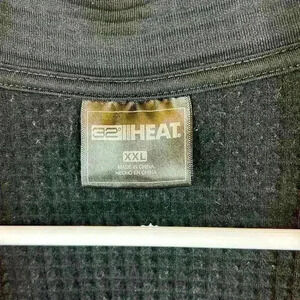 32° HEAT
XXL
MADE IN CHINA
HECHO EN CHINA